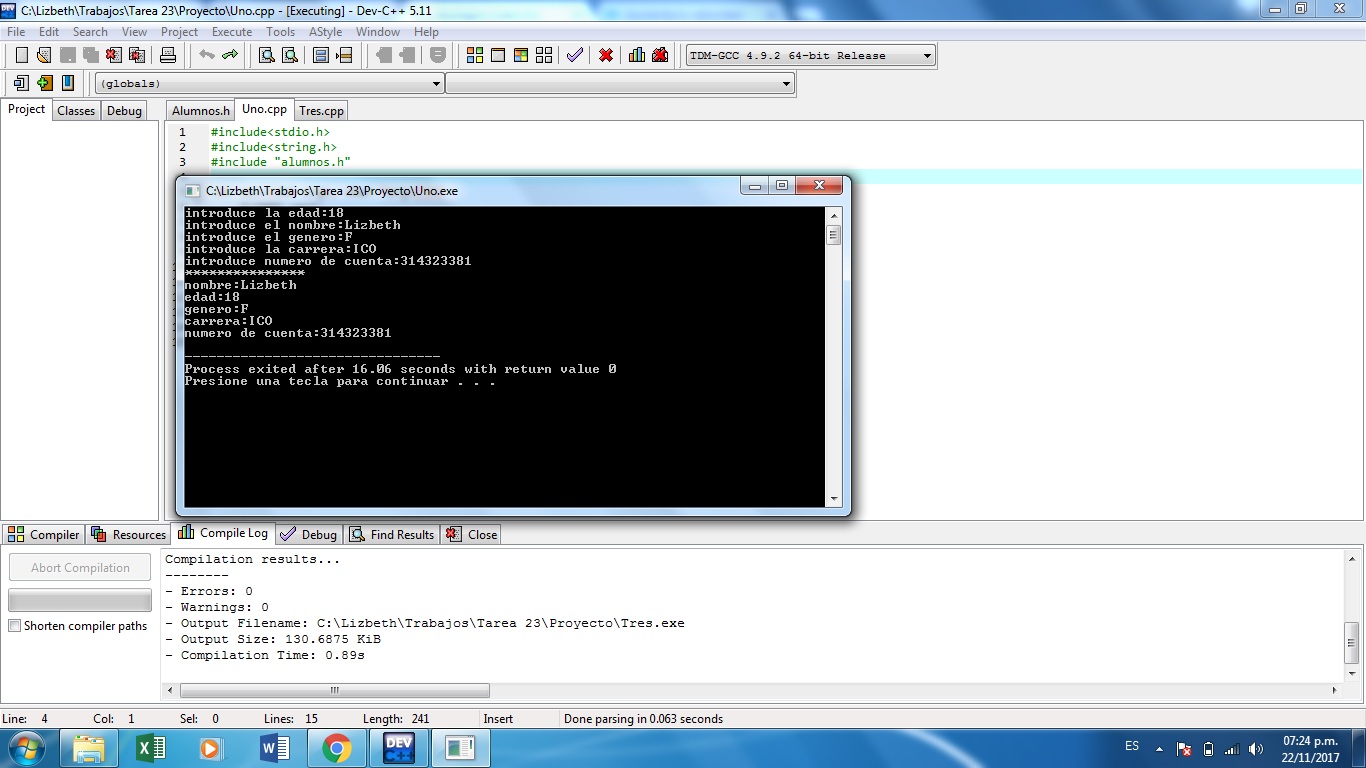 C:\Lizbeth\Trabajos\Tarea 23\Proyecto\Uno.cpp - [Executing] - Dev-C++ 5.11
File Edit Search View Project Execute Tools AStyle Window Help
TDM-GCC 4.9.2 64-bit Release
(globals)
Project Classes Debug
Alumnos.h Uno.cpp Tres.cpp
1 #include<stdio.h>
2 #include<string.h>
3 #include "alumnos.h"
C:\Lizbeth\Trabajos\Tarea 23\Proyecto\Uno.exe
introduce la edad:18
introduce el nombre:Lizbeth
introduce el genero:F
introduce la carrera:ICO
introduce numero de cuenta:314323381
***************
nombre:Lizbeth
edad:18
genero:F
carrera:ICO
numero de cuenta:314323381
--------------------------------
Process exited after 16.06 seconds with return value 0
Presione una tecla para continuar . . .
Compiler Resources Compile Log Debug Find Results Close
Abort Compilation
Shorten compiler paths
Compilation results...
--------
- Errors: 0
- Warnings: 0
- Output Filename: C:\Lizbeth\Trabajos\Tarea 23\Proyecto\Tres.exe
- Output Size: 130.6875 KiB
- Compilation Time: 0.89s
Line: 4 Col: 1 Sel: 0 Lines: 15 Length: 241 Insert Done parsing in 0.063 seconds
DEV C++
ES
07:24 p.m.
22/11/2017